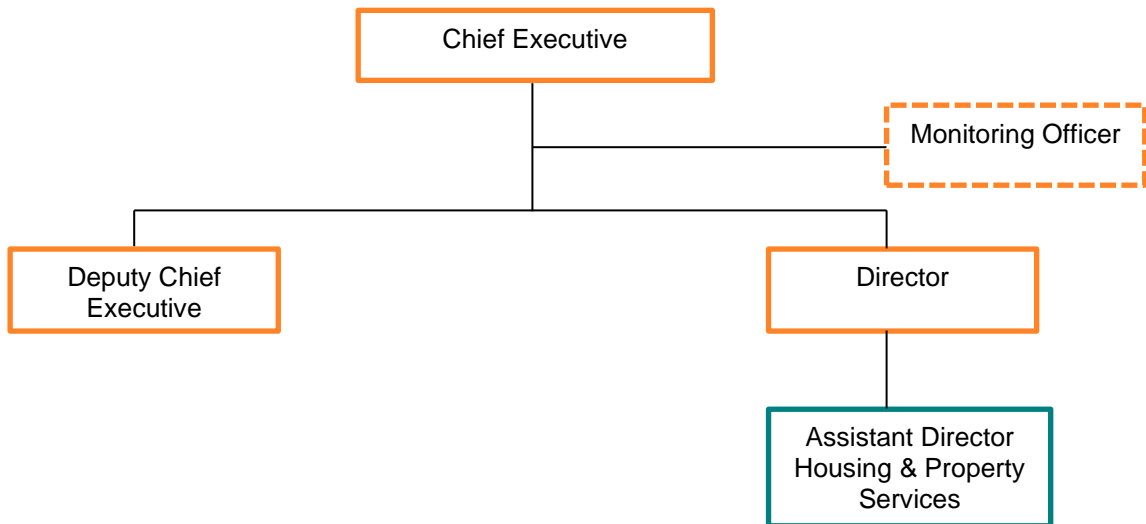 Chief Executive
Monitoring Officer
Deputy Chief
Executive
Director
Assistant Director
Housing & Property
Services